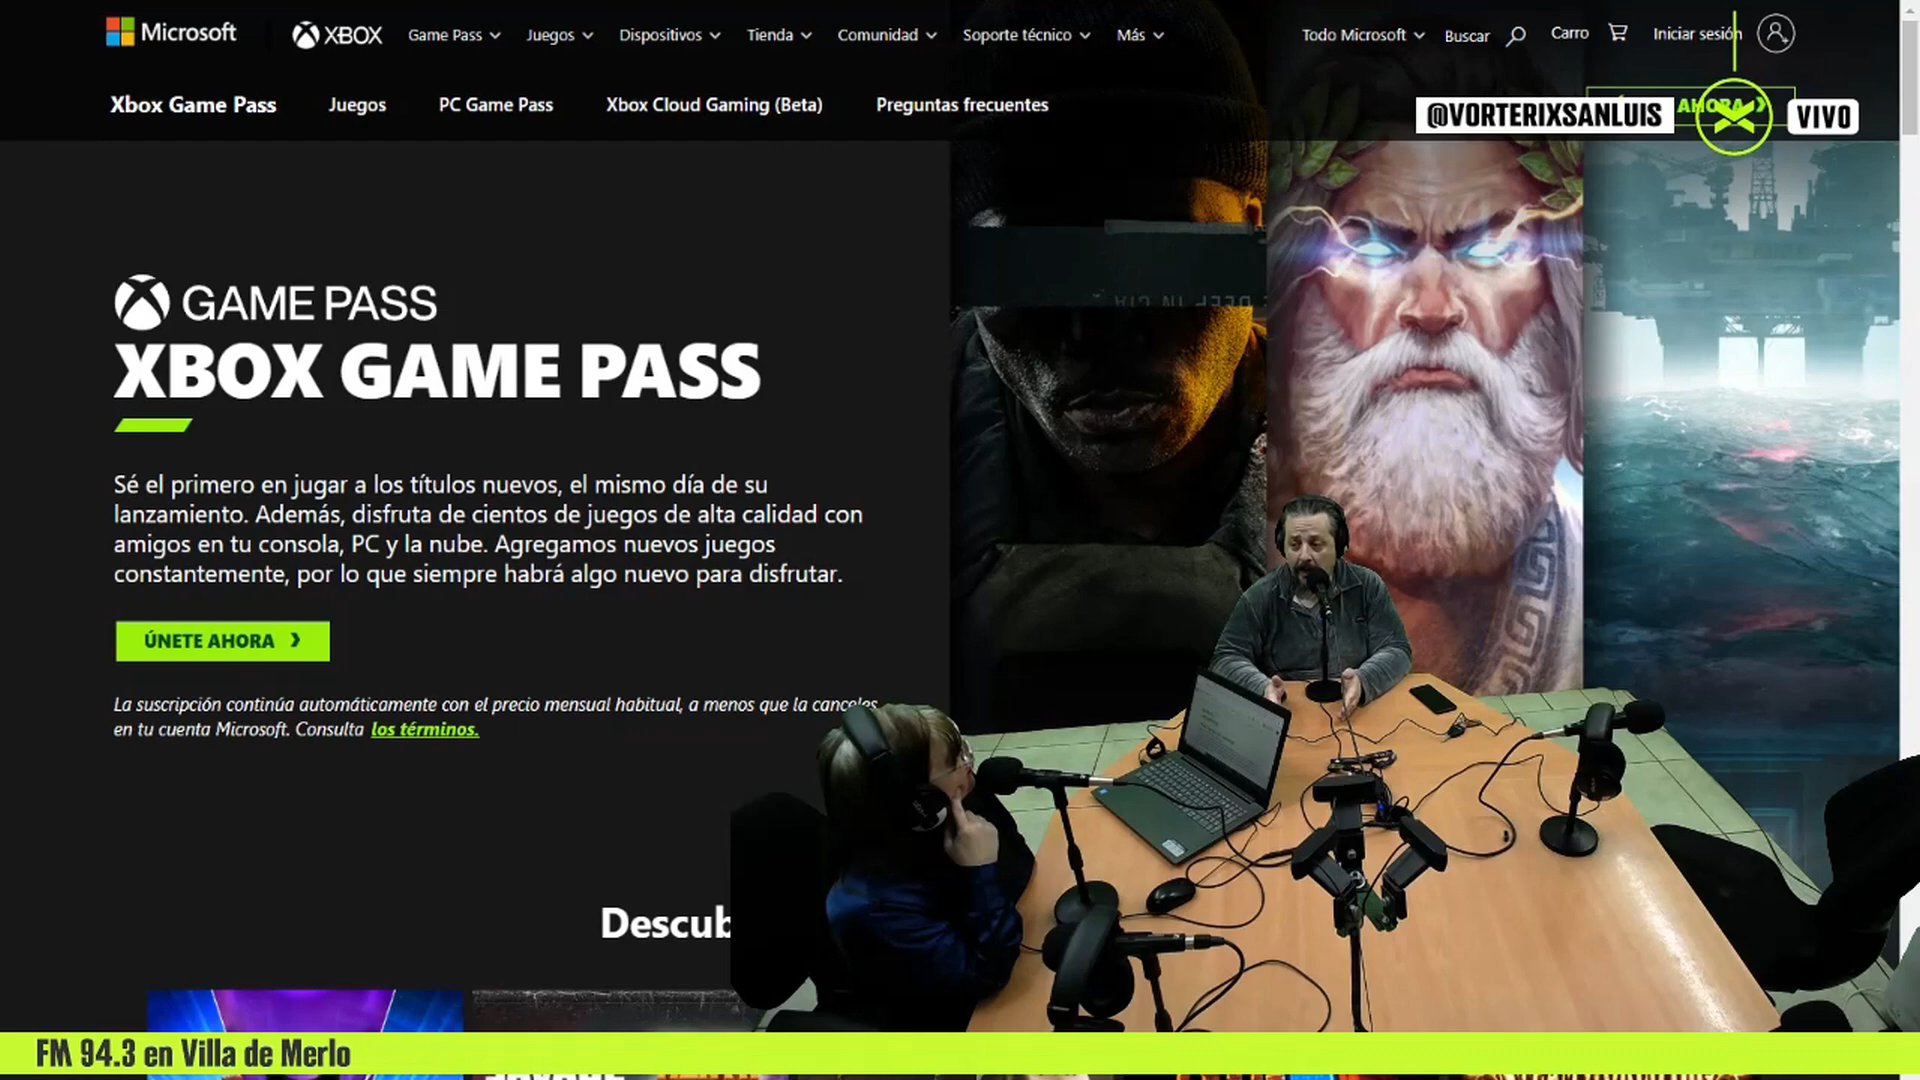 Microsoft
XBOX
Game Pass
Juegos
Dispositivos
Tienda
Comunidad
Soporte técnico
Más
Todo Microsoft
Buscar
Carro
Iniciar sesión
Xbox Game Pass
Juegos
PC Game Pass
Xbox Cloud Gaming (Beta)
Preguntas frecuentes
AHORA
@VORTERIXSANLUIS
VIVO
GAME PASS
XBOX GAME PASS
Sé el primero en jugar a los títulos nuevos, el mismo día de su
lanzamiento. Además, disfruta de cientos de juegos de alta calidad con
amigos en tu consola, PC y la nube. Agregamos nuevos juegos
constantemente, por lo que siempre habrá algo nuevo para disfrutar.
ÚNETE AHORA
La suscripción continúa automáticamente con el precio mensual habitual, a menos que la canceles
en tu cuenta Microsoft. Consulta los términos.
Descub
FM 94.3 en Villa de Merlo